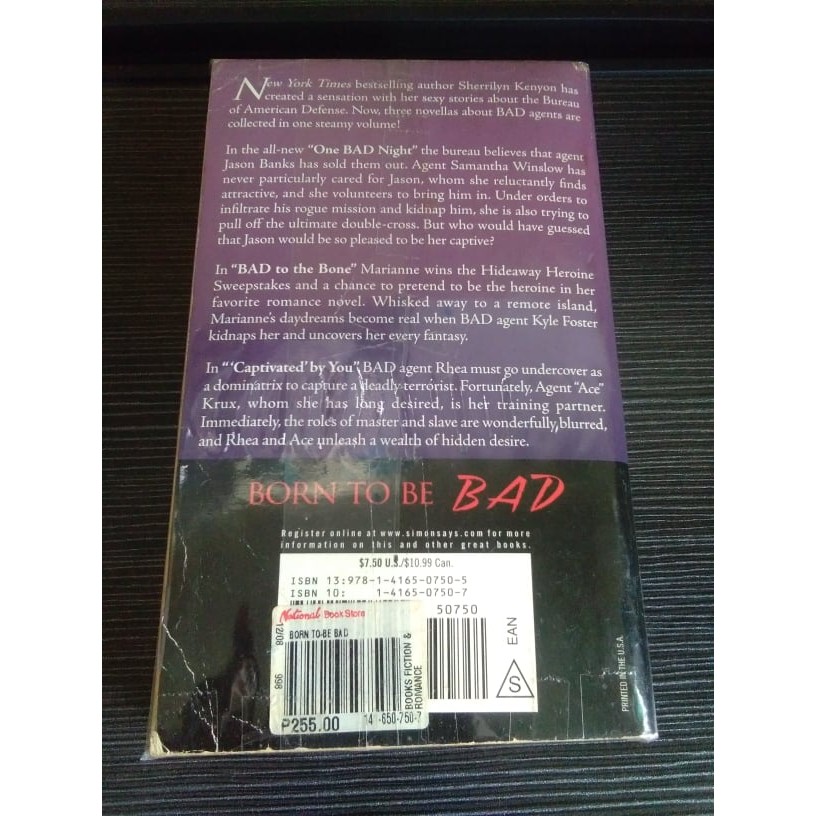 New York Times bestselling author Sherrilyn Kenyon has
created a sensation with her sexy stories about the Bureau
of American Defense. Now, three novellas about BAD agents are
collected in one steamy volume!
In the all-new "One BAD Night" the bureau believes that agent
Jason Banks has sold them out. Agent Samantha Winslow has
never particularly cared for Jason, whom she reluctantly finds
attractive, and she volunteers to bring him in. Under orders to
infiltrate his rogue mission and kidnap him, she is also trying to
pull off the ultimate double-cross. But who would have guessed
that Jason would be so pleased to be her captive?
In "BAD to the Bone" Marianne wins the Hideaway Heroine
Sweepstakes and a chance to pretend to be the heroine in her
favorite romance novel. Whisked away to a remote island,
Marianne's daydreams become real when BAD agent Kyle Foster
kidnaps her and uncovers her every fantasy.
In "'Captivated' by You" BAD agent Rhea must go undercover as
a dominatrix to capture a deadly terrorist. Fortunately, Agent "Ace"
Krux, whom she has long desired, is her training partner.
Immediately, the roles of master and slave are wonderfully blurred,
and Rhea and Ace unleash a wealth of hidden desire.
BORN TO BE BAD
Register online at www.simonsays.com for more
information on this and other great books.
$7.50 U.S./$10.99 Can.
ISBN 13:978-1-4165-0750-5
ISBN 10: 1-4165-0750-7
50750
EAN
S
National Book Store
BORN TO-BE BAD
12/08
998
BOOKS FICTION &
ROMANCE
₱255.00
14 -650-750-7
PRINTED IN THE U.S.A.